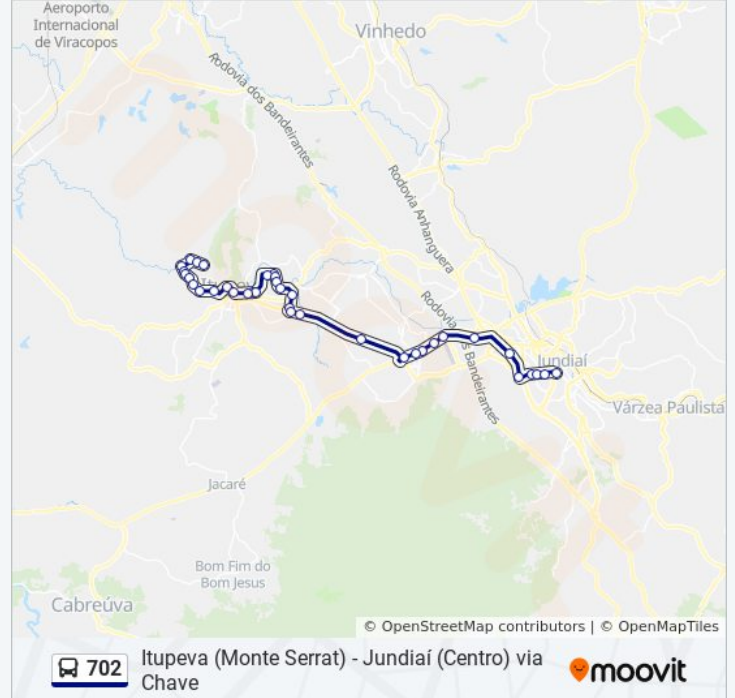 Aeroporto
Internacional
de Viracopos
Vinhedo
Rodovia dos Bandeirantes
Rodovia Anhanguera
Rodovia dos Bandeirantes
Jundiaí
Várzea Paulista
Jacaré
Bom Fim do
Bom Jesus
Cabreúva
© OpenStreetMap contributors | © OpenMapTiles
702
Itupeva (Monte Serrat) - Jundiaí (Centro) via
Chave
moovit